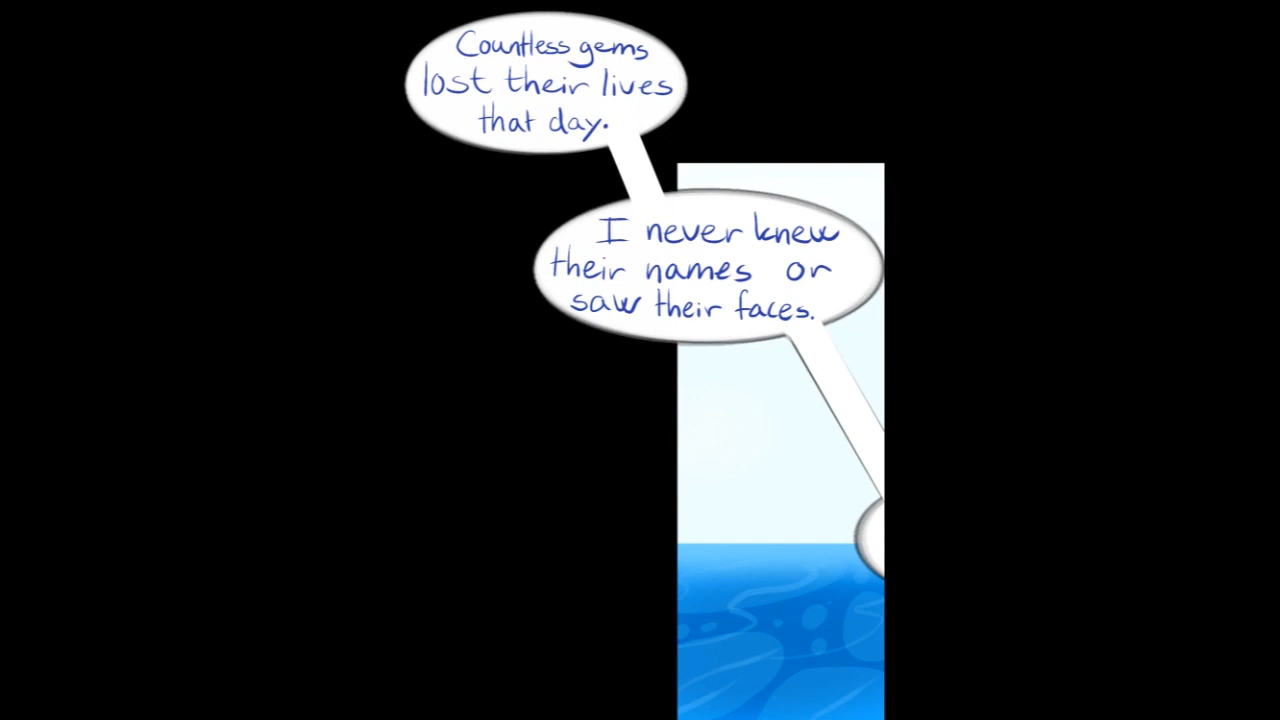 Countless gems
lost their lives
that day.
I never knew
their names or
saw their faces.